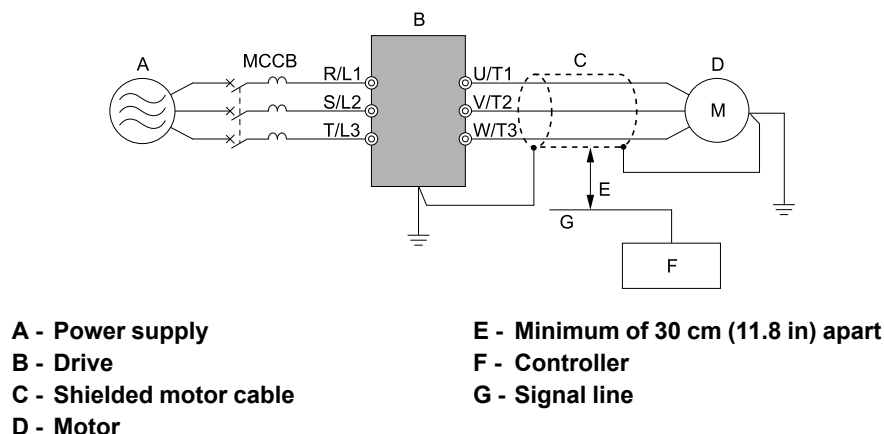 B
A
MCCB
R/L1
U/T1
C
D
S/L2
V/T2
M
T/L3
W/T3
E
G
F
A - Power supply
B - Drive
C - Shielded motor cable
D - Motor
E - Minimum of 30 cm (11.8 in) apart
F - Controller
G - Signal line